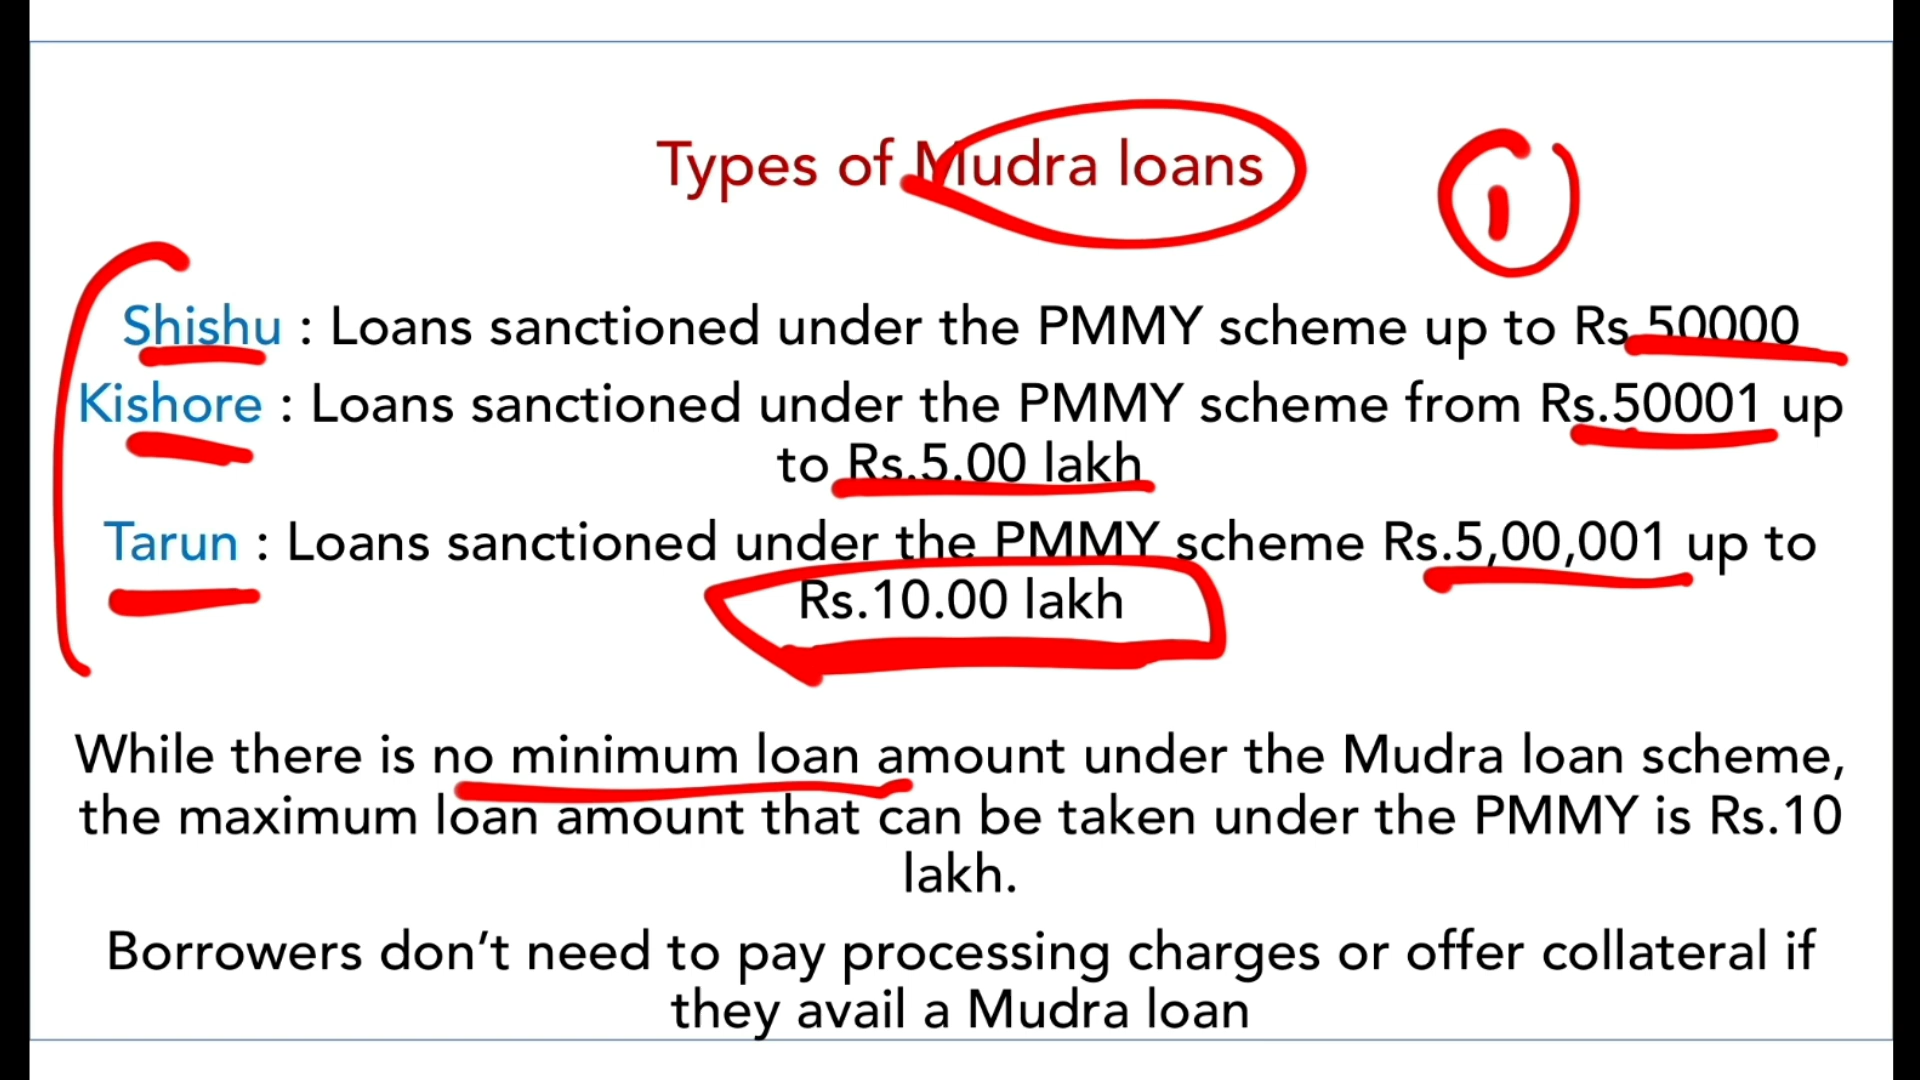 Types of Mudra loans
1
Shishu : Loans sanctioned under the PMMY scheme up to Rs.50000
Kishore : Loans sanctioned under the PMMY scheme from Rs.50001 up
to Rs.5.00 lakh
Tarun : Loans sanctioned under the PMMY scheme Rs.5,00,001 up to
Rs.10.00 lakh
While there is no minimum loan amount under the Mudra loan scheme,
the maximum loan amount that can be taken under the PMMY is Rs.10
lakh.
Borrowers don’t need to pay processing charges or offer collateral if
they avail a Mudra loan